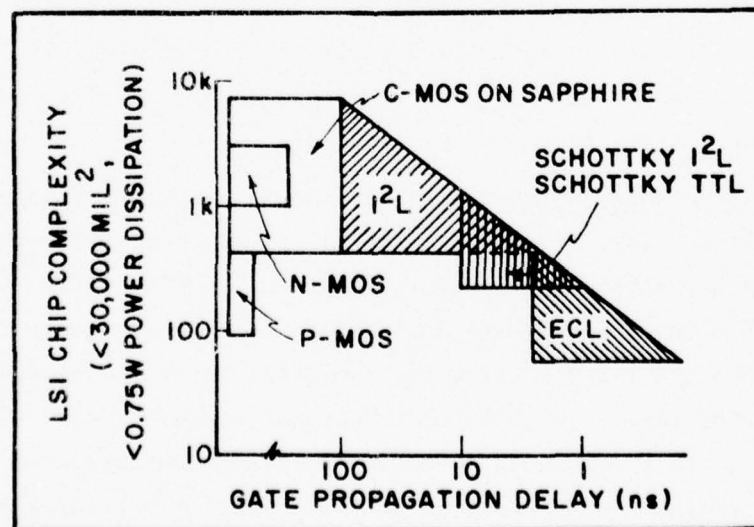 LSI CHIP COMPLEXITY
(<30,000 MIL²,
<0.75W POWER DISSIPATION)
10k
1k
100
10
C-MOS ON SAPPHIRE
SCHOTTKY I²L
SCHOTTKY TTL
I²L
N-MOS
P-MOS
ECL
100
10
1
GATE PROPAGATION DELAY (ns)